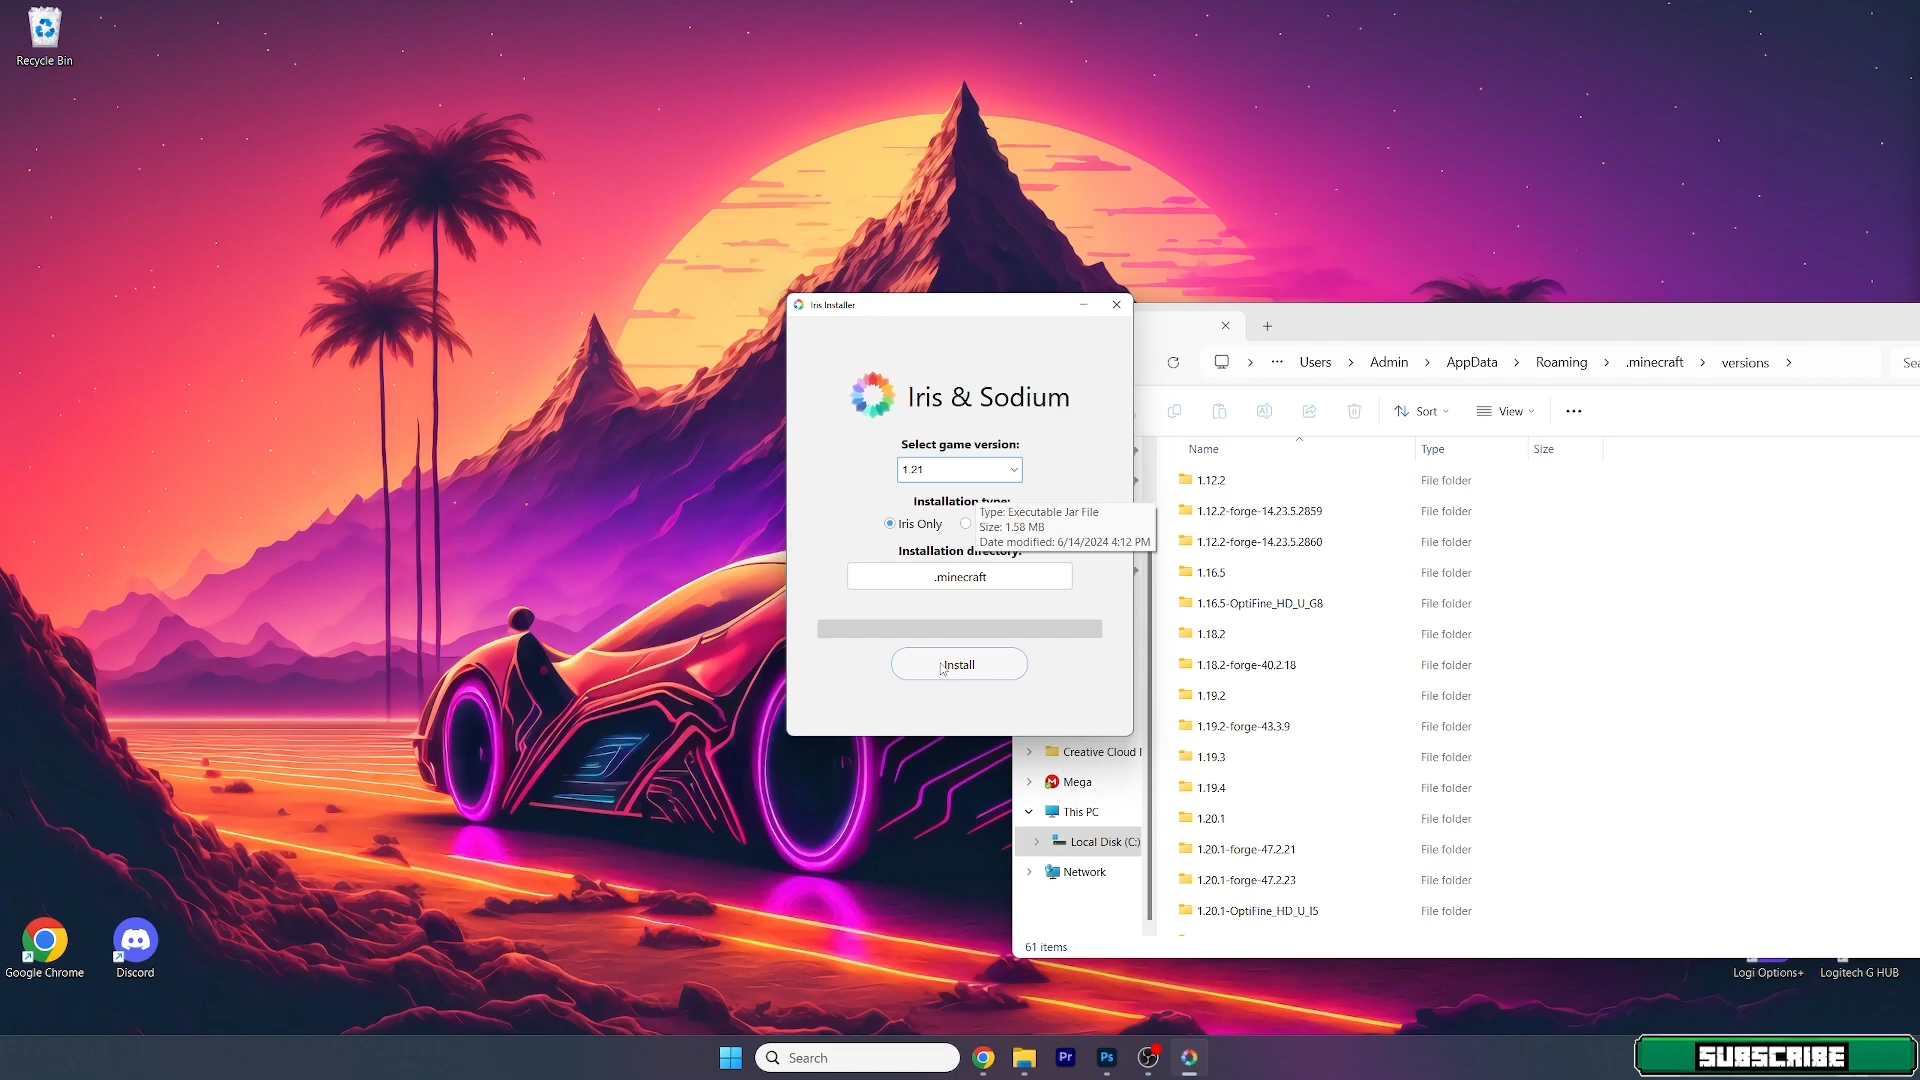 Recycle Bin
Iris Installer
Iris & Sodium
Select game version:
1.21
Installation type:
Iris Only
Type: Executable Jar File
Size: 1.58 MB
Date modified: 6/14/2024 4:12 PM
Installation directory:
.minecraft
Install
Users
Admin
AppData
Roaming
.minecraft
versions
Sea
Sort
View
Name
Type
Size
1.12.2
File folder
1.12.2-forge-14.23.5.2859
File folder
1.12.2-forge-14.23.5.2860
File folder
1.16.5
File folder
1.16.5-OptiFine_HD_U_G8
File folder
1.18.2
File folder
1.18.2-forge-40.2.18
File folder
1.19.2
File folder
1.19.2-forge-43.3.9
File folder
1.19.3
File folder
1.19.4
File folder
1.20.1
File folder
1.20.1-forge-47.2.21
File folder
1.20.1-forge-47.2.23
File folder
1.20.1-OptiFine_HD_U_I5
File folder
Creative Cloud
Mega
This PC
Local Disk (C:)
Network
61 items
Google Chrome
Discord
Logi Options+
Logitech G HUB
Search
Pr
Ps
SUBSCRIBE